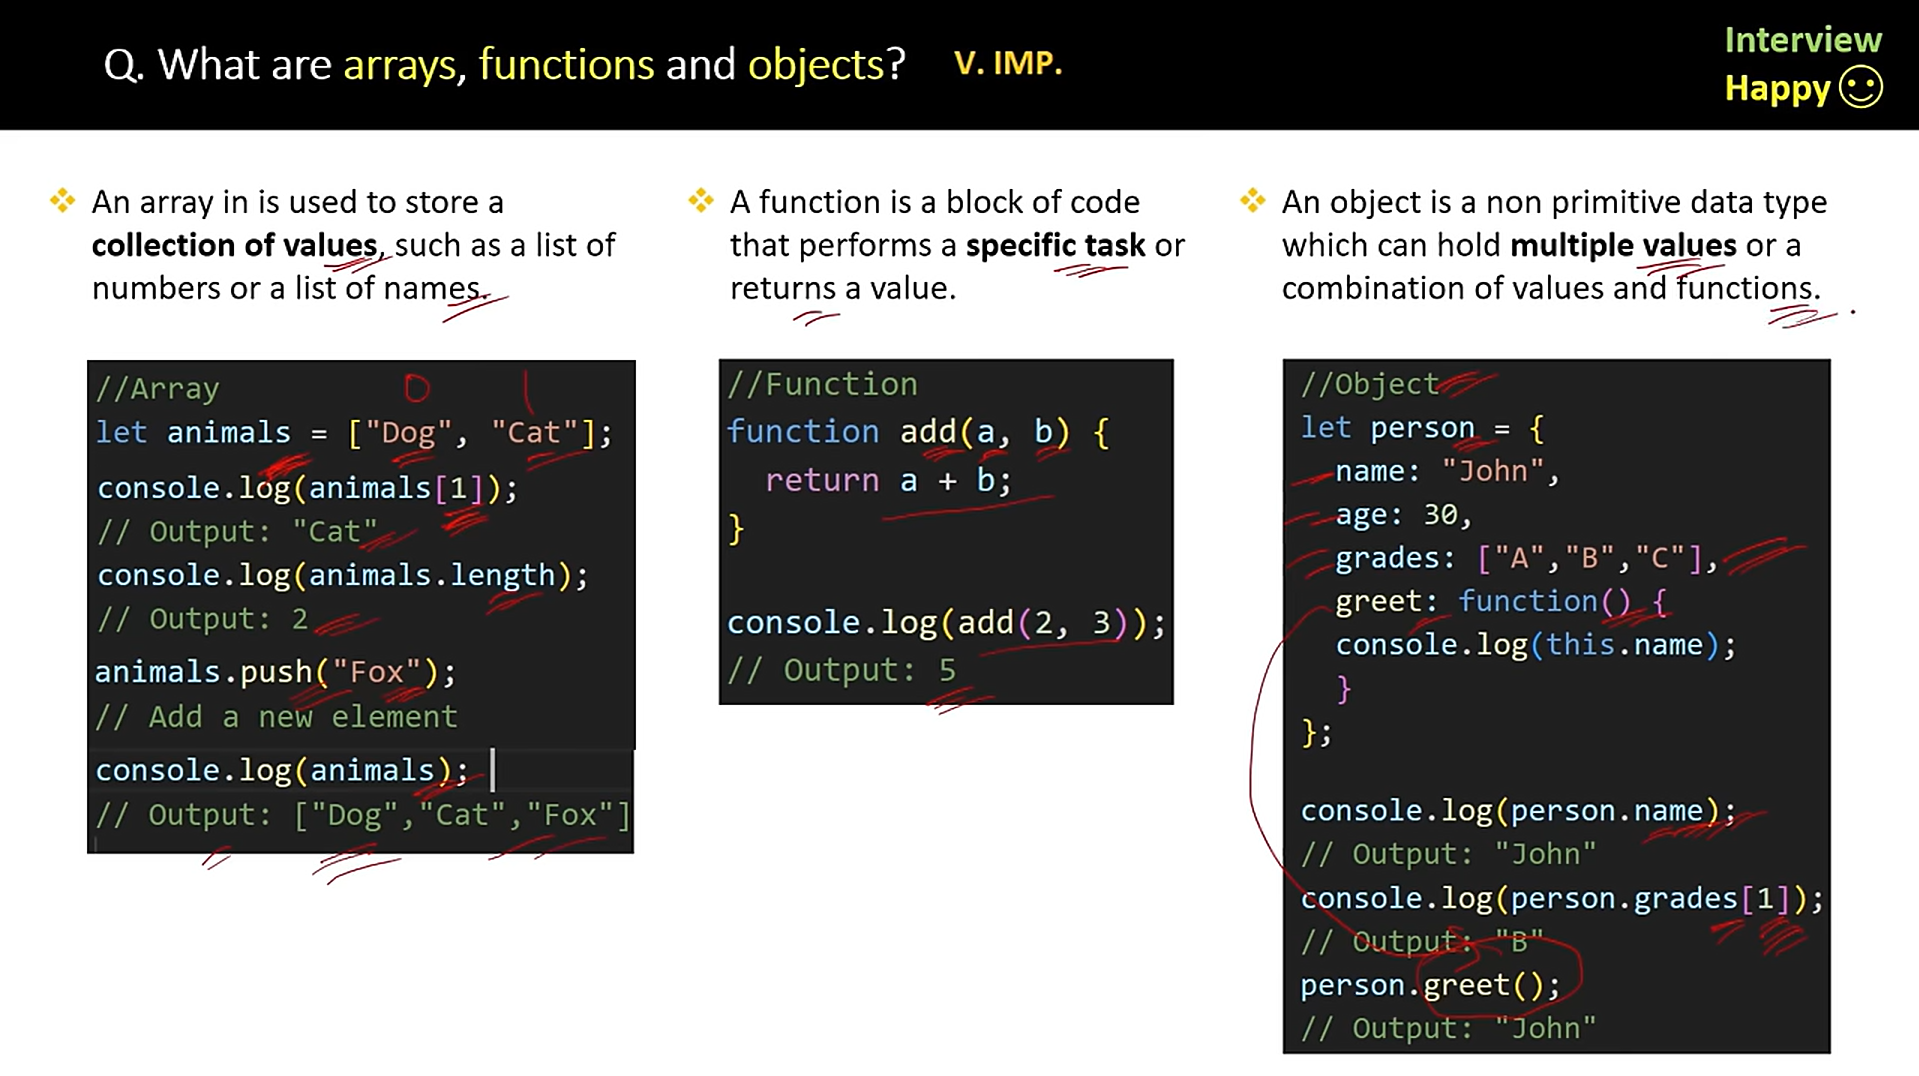 Q. What are arrays, functions and objects? V. IMP.
Interview
Happy
An array in is used to store a
collection of values, such as a list of
numbers or a list of names.
//Array
0 1
let animals = ["Dog", "Cat"];
console.log(animals[1]);
// Output: "Cat"
console.log(animals.length);
// Output: 2
animals.push("Fox");
// Add a new element
console.log(animals);
// Output: ["Dog","Cat","Fox"]
A function is a block of code
that performs a specific task or
returns a value.
//Function
function add(a, b) {
return a + b;
}
console.log(add(2, 3));
// Output: 5
An object is a non primitive data type
which can hold multiple values or a
combination of values and functions.
//Object
let person = {
name: "John",
age: 30,
grades: ["A","B","C"],
greet: function() {
console.log(this.name);
}
};
console.log(person.name);
// Output: "John"
console.log(person.grades[1]);
// Output: "B"
person.greet();
// Output: "John"